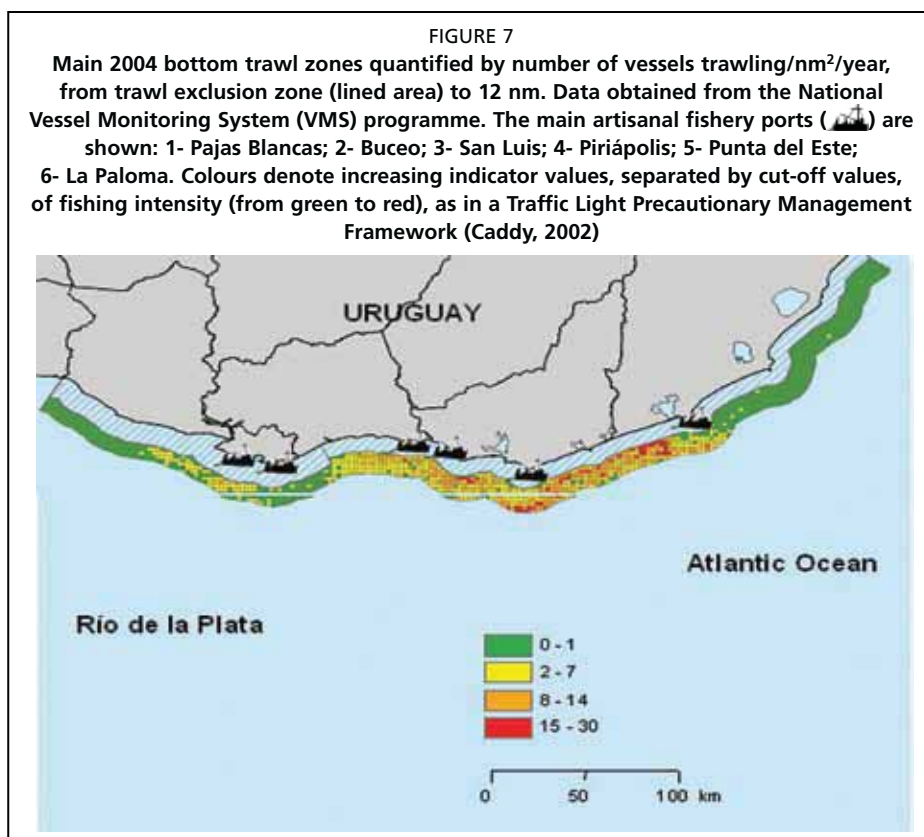 FIGURE 7
Main 2004 bottom trawl zones quantified by number of vessels trawling/nm²/year,
from trawl exclusion zone (lined area) to 12 nm. Data obtained from the National
Vessel Monitoring System (VMS) programme. The main artisanal fishery ports ( ) are
shown: 1- Pajas Blancas; 2- Buceo; 3- San Luis; 4- Piriápolis; 5- Punta del Este;
6- La Paloma. Colours denote increasing indicator values, separated by cut-off values,
of fishing intensity (from green to red), as in a Traffic Light Precautionary Management
Framework (Caddy, 2002)
URUGUAY
Atlantic Ocean
Río de la Plata
0 - 1
2 - 7
8 - 14
15 - 30
0 50 100 km